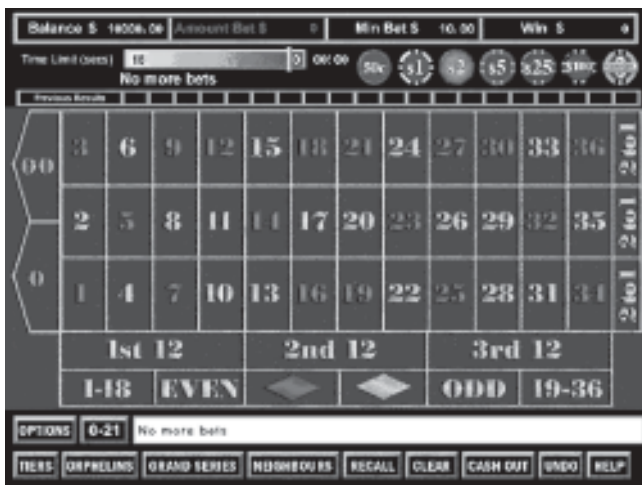 Balance $ 10000.00 Amount Bet $ 0 Min Bet $ 10.00 Win $ 0
Time Limit (secs) 10 0 00:00 50c $1 $2 $5 $25 $100
No more bets
Previous Results
00 3 6 9 12 15 18 21 24 27 30 33 36 2to1
2 5 8 11 14 17 20 23 26 29 32 35 2to1
0 1 4 7 10 13 16 19 22 25 28 31 34 2to1
1st 12 2nd 12 3rd 12
1-18 EVEN ODD 19-36
OPTIONS 0-21 No more bets
TIERS ORPHELINS GRAND SERIES NEIGHBOURS RECALL CLEAR CASH OUT UNDO HELP